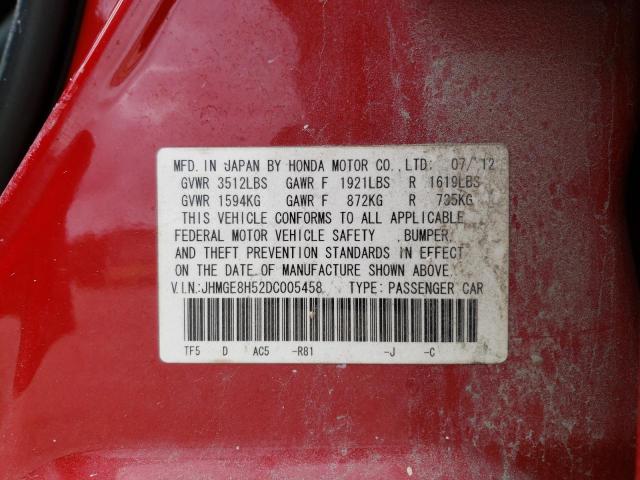 MFD. IN JAPAN BY HONDA MOTOR CO.,LTD. 07/12
GVWR 3512LBS GAWR F 1921LBS R 1619LBS
GVWR 1594KG GAWR F 872KG R 735KG
THIS VEHICLE CONFORMS TO ALL APPLICABLE
FEDERAL MOTOR VEHICLE SAFETY ,BUMPER,
AND THEFT PREVENTION STANDARDS IN EFFECT
ON THE DATE OF MANUFACTURE SHOWN ABOVE.
V.I.N:JHMGE8H52DC005458 TYPE: PASSENGER CAR
TF5 D AC5 -R81 -J -C